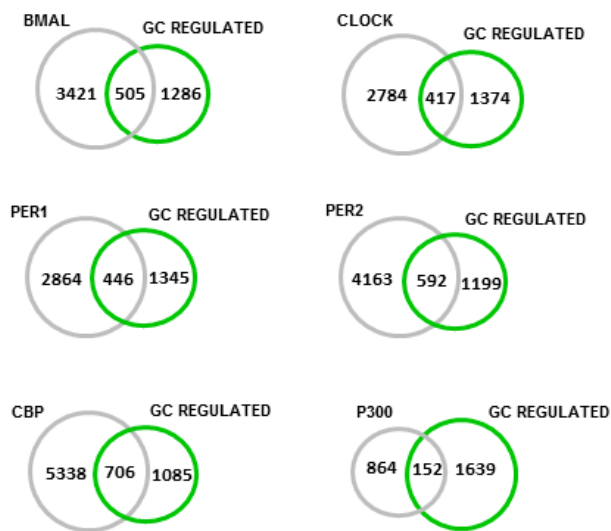 BMAL
GC REGULATED
3421 505 1286
CLOCK
GC REGULATED
2784 417 1374
PER1
GC REGULATED
2864 446 1345
PER2
GC REGULATED
4163 592 1199
CBP
GC REGULATED
5338 706 1085
P300
GC REGULATED
864 152 1639